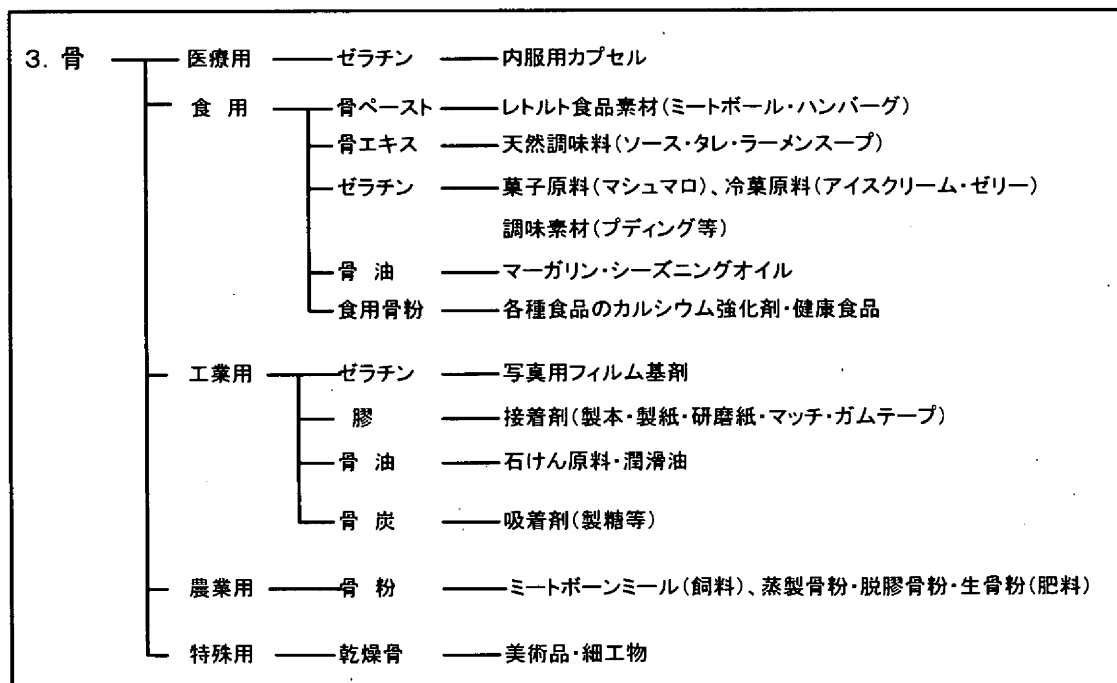 3. 骨 医療用 ゼラチン 内服用カプセル
食 用 骨ペースト レトルト食品素材(ミートボール・ハンバーグ)
骨エキス 天然調味料(ソース・タレ・ラーメンスープ)
ゼラチン 菓子原料(マシュマロ)、冷菓原料(アイスクリーム・ゼリー)
調味素材(プディング等)
骨 油 マーガリン・シーズニングオイル
食用骨粉 各種食品のカルシウム強化剤・健康食品
工業用 ゼラチン 写真用フィルム基剤
膠 接着剤(製本・製紙・研磨紙・マッチ・ガムテープ)
骨 油 石けん原料・潤滑油
骨 炭 吸着剤(製糖等)
農業用 骨 粉 ミートボーンミール(飼料)、蒸製骨粉・脱膠骨粉・生骨粉(肥料)
特殊用 乾燥骨 美術品・細工物